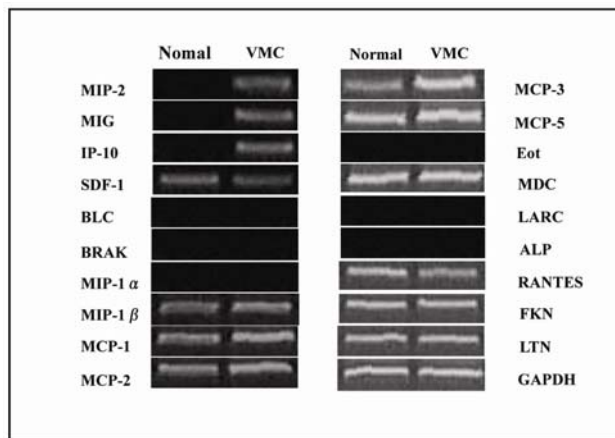 Nomal VMC
MIP-2
MIG
IP-10
SDF-1
BLC
BRAK
MIP-1 α
MIP-1 β
MCP-1
MCP-2
Normal VMC
MCP-3
MCP-5
Eot
MDC
LARC
ALP
RANTES
FKN
LTN
GAPDH